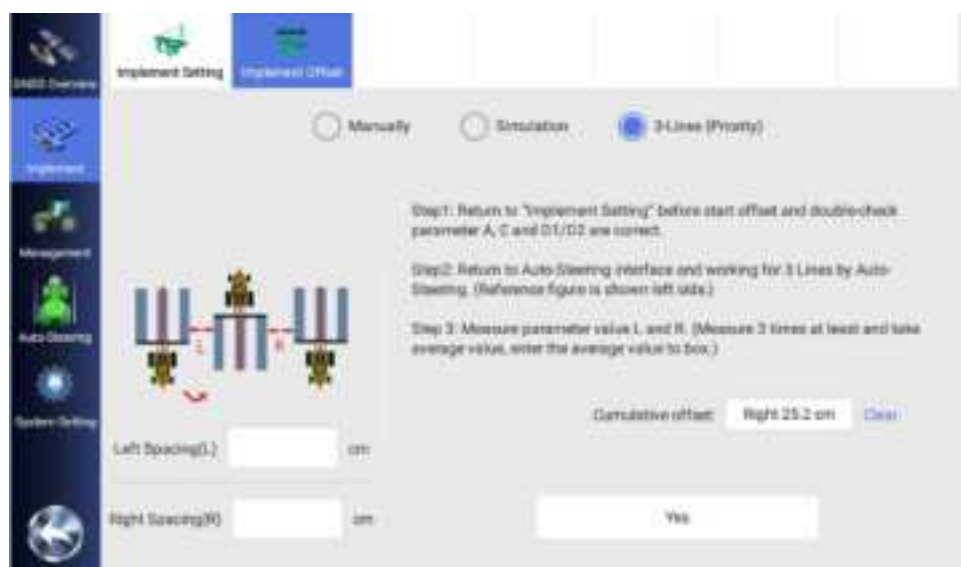 GNSS Overview
Implement Setting
Implement Offset
Manually
Simulation
3-Lines (Priority)
Implement
Step1: Return to "Implement Setting" before start offset and double-check
parameter A, C and D1/D2 are correct.
Management
Step2: Return to Auto-Steering interface and working for 3 Lines by Auto-
Steering. (Reference figure is shown left side.)
Auto-Steering
Step 3: Measure parameter value L and R. (Measure 3 times at least and take
average value, enter the average value to box.)
L
R
System Setting
Cumulative offset:
Right 25.2 cm
Clear
Left Spacing(L)
cm
Right Spacing(R)
cm
Yes